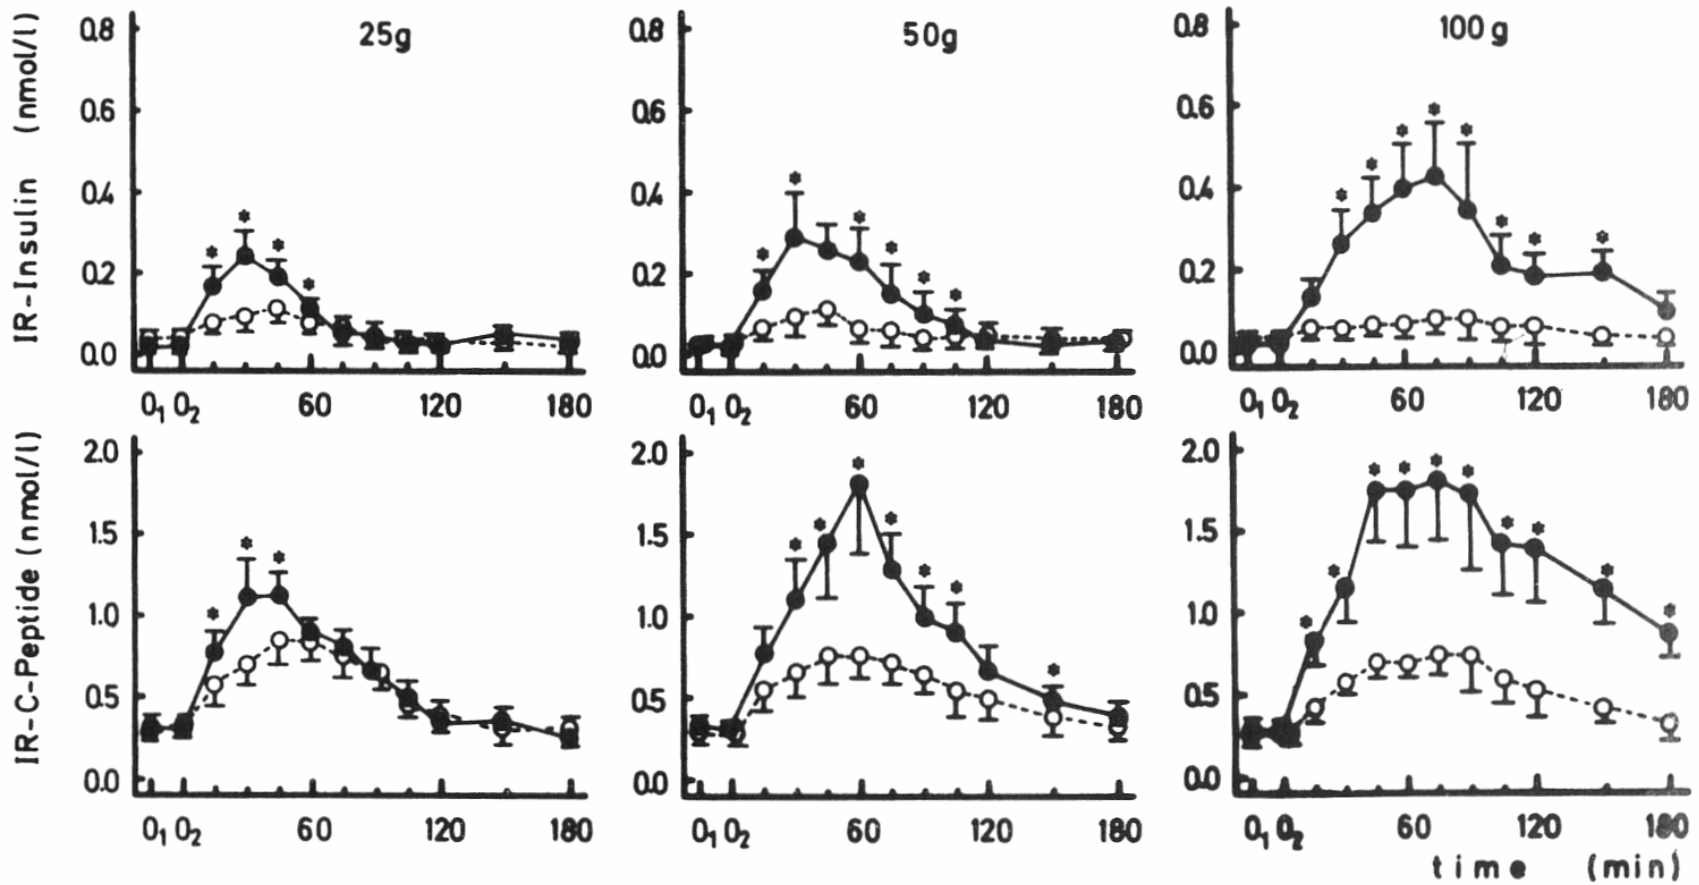 25g
50g
100 g
IR-Insulin (nmol/l)
0.8
0.6
0.4
0.2
0.0
0.8
0.6
0.4
0.2
0.0
0.8
0.6
0.4
0.2
0.0
* * * *
* * * * * *
* * * * * * * *
0₁ 0₂ 60 120 180
0₁ 0₂ 60 120 180
0₁ 0₂ 60 120 180
IR-C-Peptide (nmol/l)
2.0
1.5
1.0
0.5
0.0
2.0
1.5
1.0
0.5
0.0
2.0
1.5
1.0
0.5
0.0
* * *
* * * * * * *
* * * * * * * * * *
0₁ 0₂ 60 120 180
0₁ 0₂ 60 120 180
0₁ 0₂ 60 120 180
time (min)